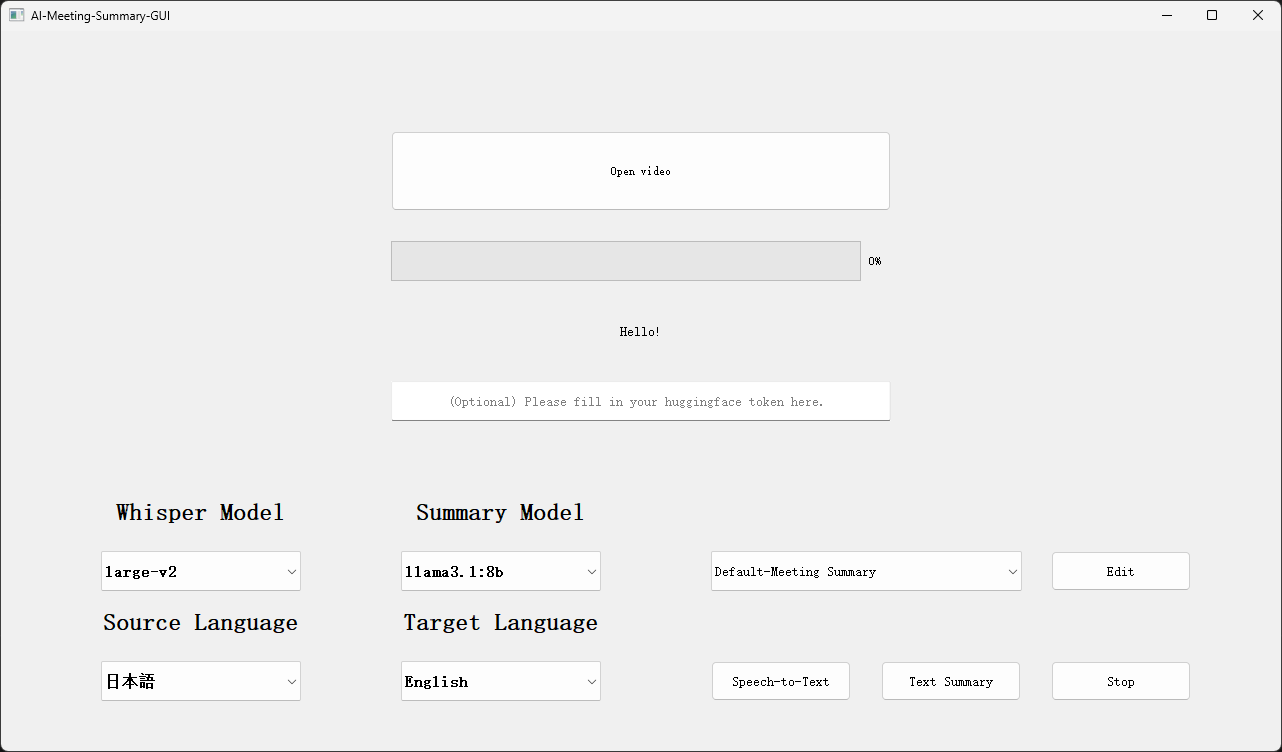 AI-Meeting-Summary-GUI
Open video
0%
Hello!
(Optional) Please fill in your huggingface token here.
Whisper Model
Summary Model
large-v2
llama3.1:8b
Default-Meeting Summary
Edit
Source Language
Target Language
日本語
English
Speech-to-Text
Text Summary
Stop